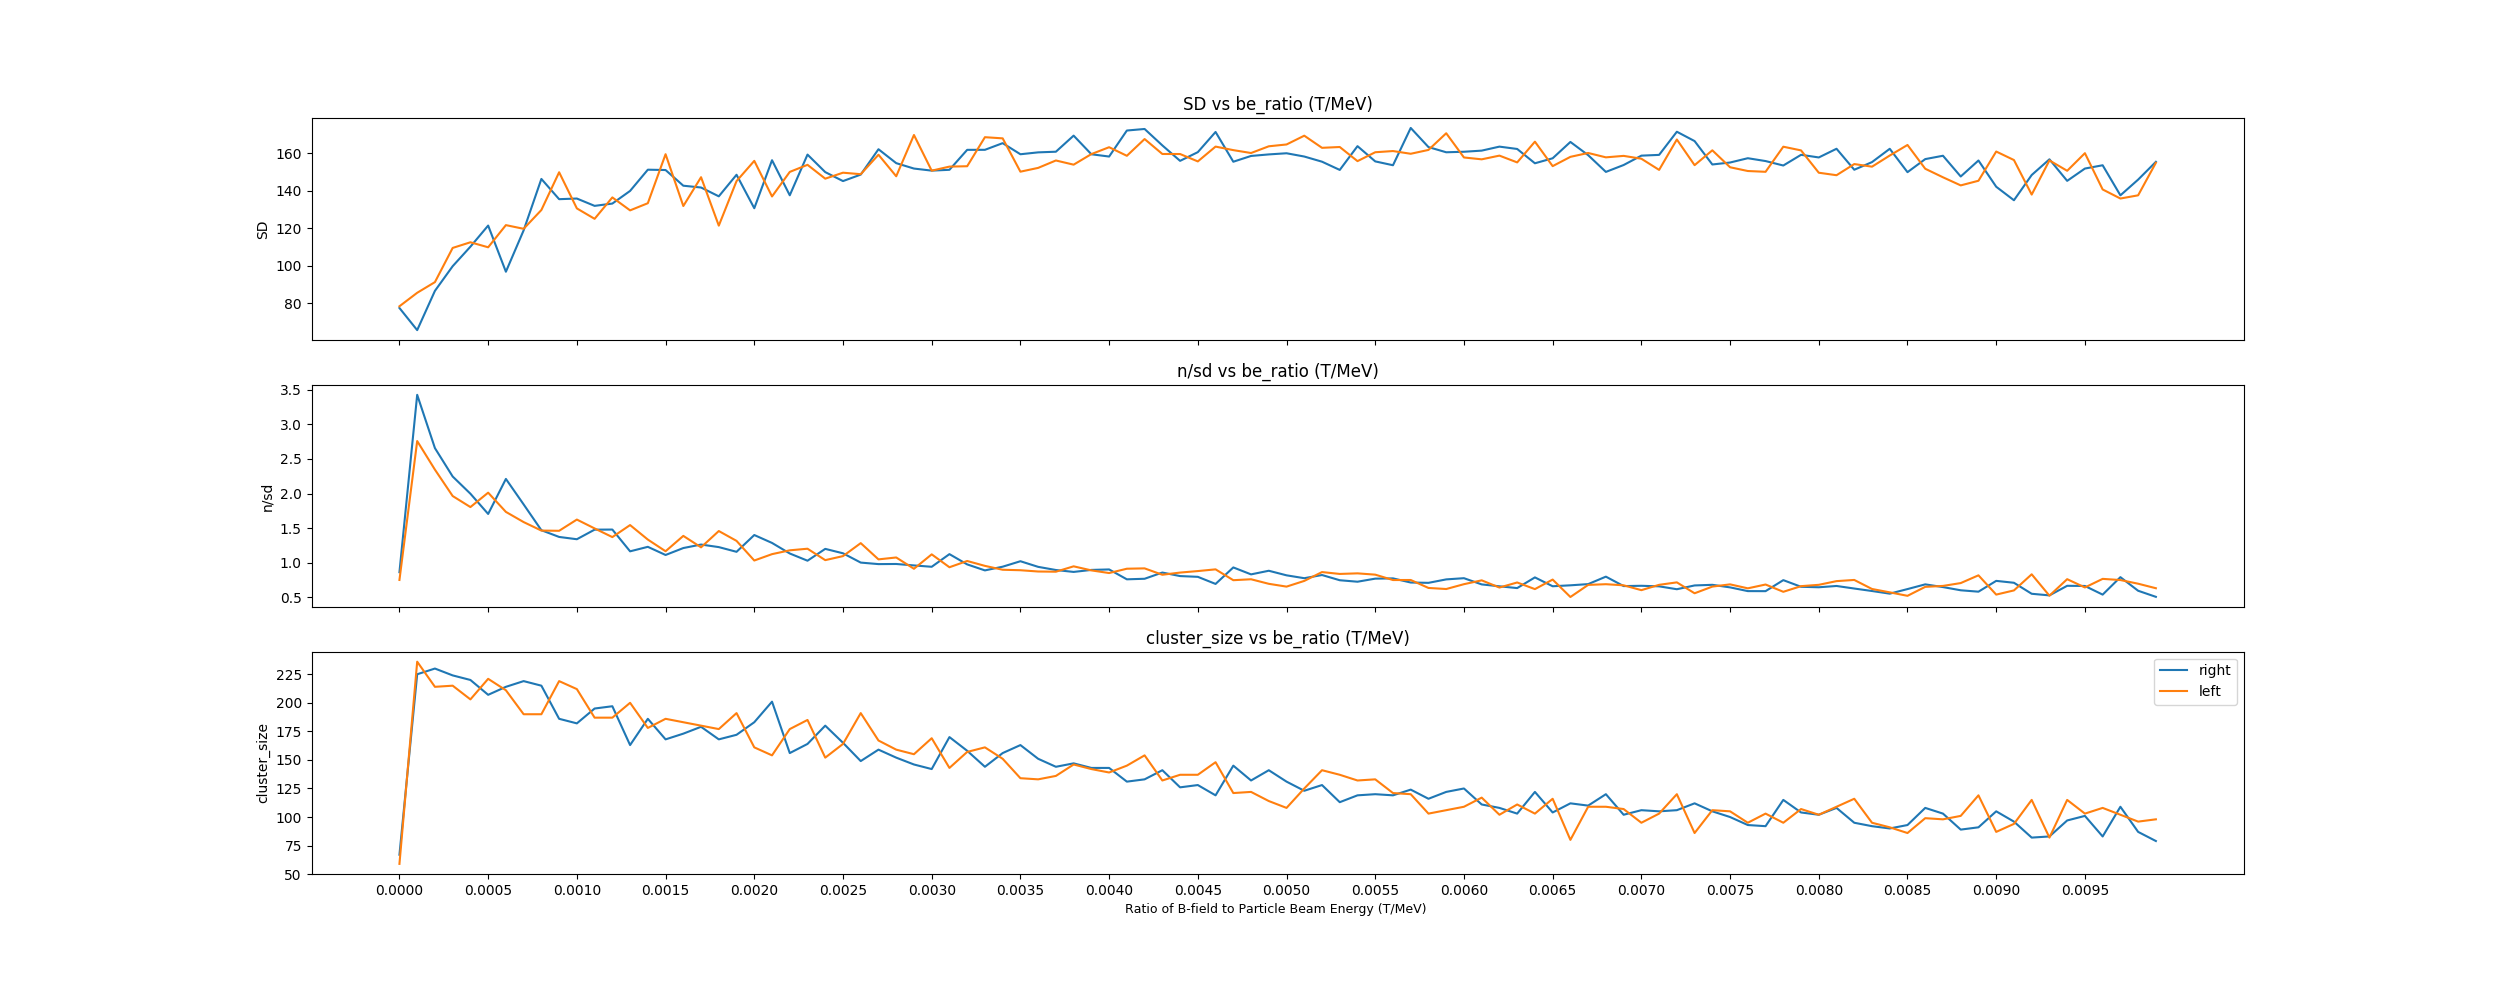 SD vs be_ratio (T/MeV)
160
140
120
100
80
SD
n/sd vs be_ratio (T/MeV)
3.5
3.0
2.5
2.0
1.5
1.0
0.5
n/sd
cluster_size vs be_ratio (T/MeV)
225
200
175
150
125
100
75
50
cluster_size
right
left
0.0000 0.0005 0.0010 0.0015 0.0020 0.0025 0.0030 0.0035 0.0040 0.0045 0.0050 0.0055 0.0060 0.0065 0.0070 0.0075 0.0080 0.0085 0.0090 0.0095
Ratio of B-field to Particle Beam Energy (T/MeV)